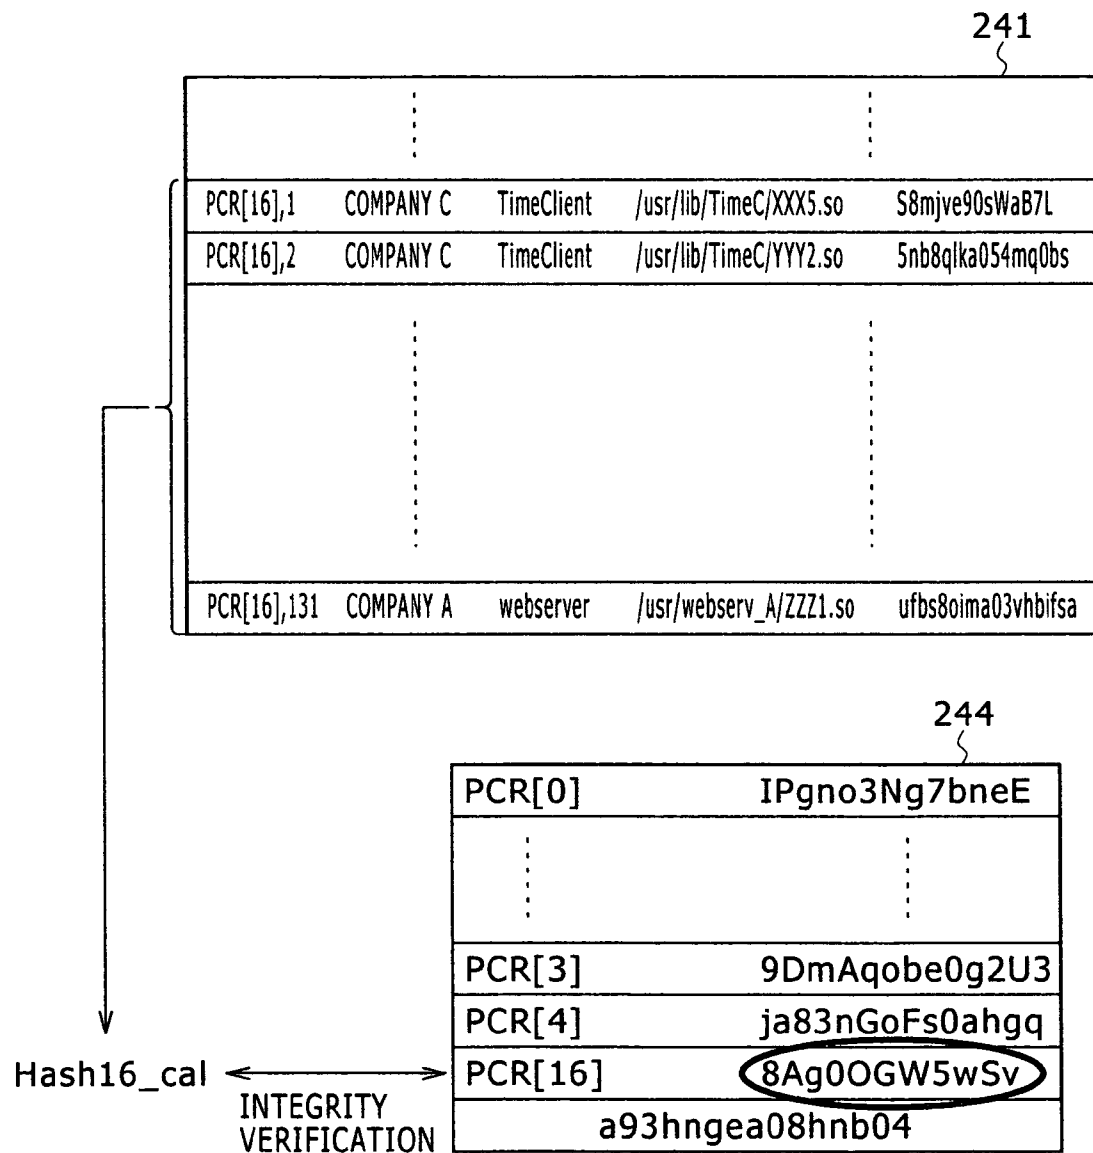 241
PCR[16],1 COMPANY C TimeClient /usr/lib/TimeC/XXX5.so S8mjve90sWaB7L
PCR[16],2 COMPANY C TimeClient /usr/lib/TimeC/YYY2.so 5nb8qlka054mq0bs
PCR[16],131 COMPANY A webserver /usr/webserv_A/ZZZ1.so ufbs8oima03vhbifsa
244
PCR[0] IPgno3Ng7bneE
PCR[3] 9DmAqobe0g2U3
PCR[4] ja83nGoFs0ahgq
Hash16_cal PCR[16] 8Ag0OGW5wSv
INTEGRITY
VERIFICATION
a93hngea08hnb04